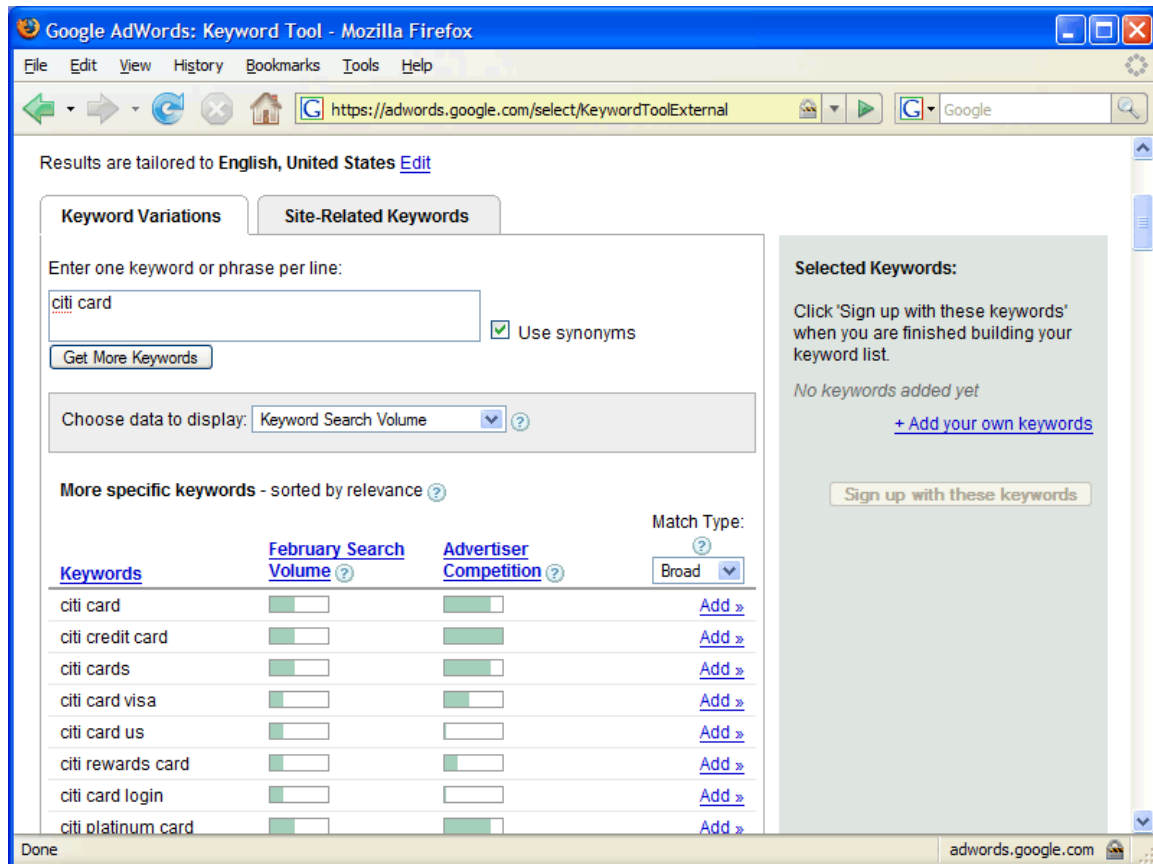 Google AdWords: Keyword Tool - Mozilla Firefox
File Edit View History Bookmarks Tools Help
https://adwords.google.com/select/KeywordToolExternal
G Google
Results are tailored to English, United States Edit
Keyword Variations
Site-Related Keywords
Enter one keyword or phrase per line:
citi card
Use synonyms
Get More Keywords
Choose data to display: Keyword Search Volume ?
More specific keywords - sorted by relevance ?
Keywords
February Search
Volume ?
Advertiser
Competition ?
Match Type:
?
Broad
citi card Add »
citi credit card Add »
citi cards Add »
citi card visa Add »
citi card us Add »
citi rewards card Add »
citi card login Add »
citi platinum card Add »
Selected Keywords:
Click 'Sign up with these keywords'
when you are finished building your
keyword list.
No keywords added yet
+ Add your own keywords
Sign up with these keywords
Done
adwords.google.com